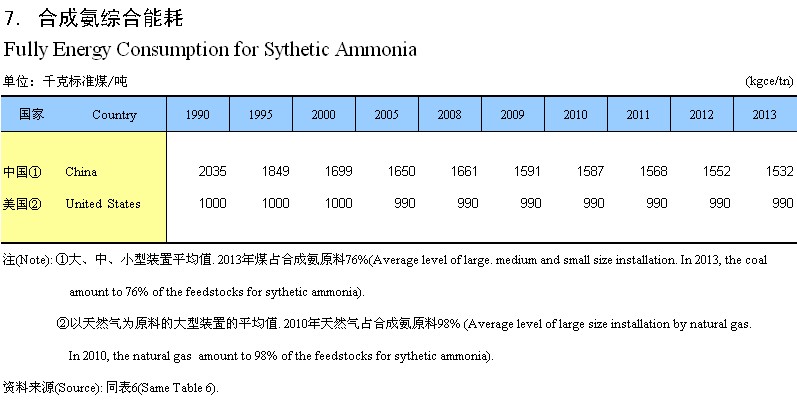 7. 合成氨综合能耗
Fully Energy Consumption for Sythetic Ammonia
单位：千克标准煤/吨 (kgce/tn)
国家 Country 1990 1995 2000 2005 2008 2009 2010 2011 2012 2013
中国① China 2035 1849 1699 1650 1661 1591 1587 1568 1552 1532
美国② United States 1000 1000 1000 990 990 990 990 990 990 990
注(Note): ①大、中、小型装置平均值. 2013年煤占合成氨原料76%(Average level of large. medium and small size installation. In 2013, the coal
amount to 76% of the feedstocks for sythetic ammonia).
②以天然气为原料的大型装置的平均值. 2010年天然气占合成氨原料98% (Average level of large size installation by natural gas.
In 2010, the natural gas amount to 98% of the feedstocks for sythetic ammonia).
资料来源(Source): 同表6(Same Table 6).